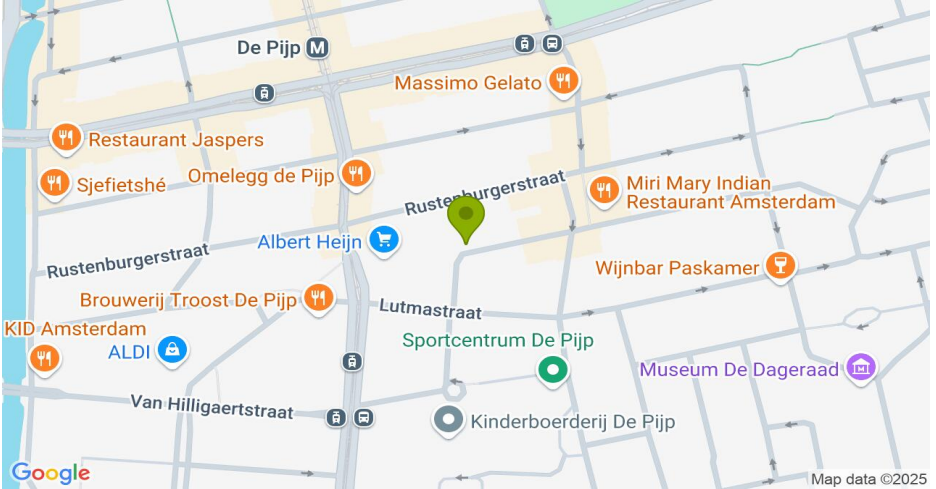 De Pijp M
Massimo Gelato
Restaurant Jaspers
Omelegg de Pijp
Sjefietshé
Rustenburgerstraat
Miri Mary Indian
Restaurant Amsterdam
Albert Heijn
Rustenburgerstraat
Wijnbar Paskamer
Brouwerij Troost De Pijp
Lutmastraat
KID Amsterdam
ALDI
Sportcentrum De Pijp
Museum De Dageraad
Van Hilligaertstraat
Kinderboerderij De Pijp
Google
Map data ©2025